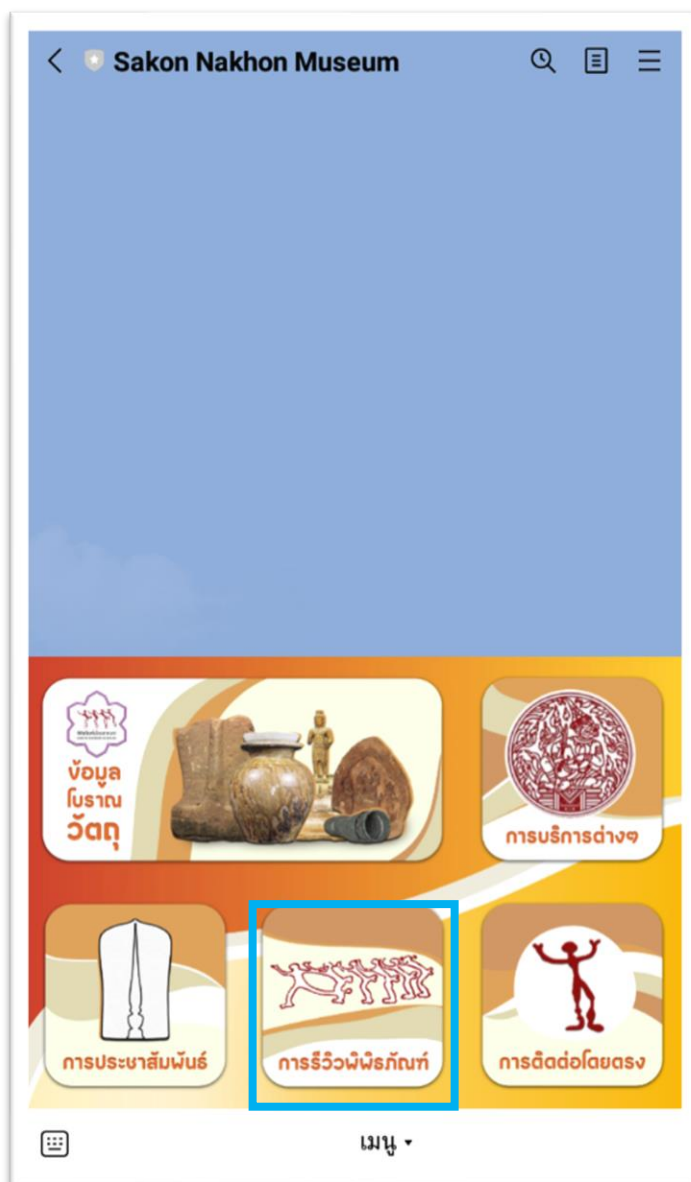 Sakon Nakhon Museum
ข้อมูล
โบราณ
วัตถุ
การบริการต่างๆ
การประชาสัมพันธ์
การรีวิวพิพิธภัณฑ์
การติดต่อโดยตรง
เมนู